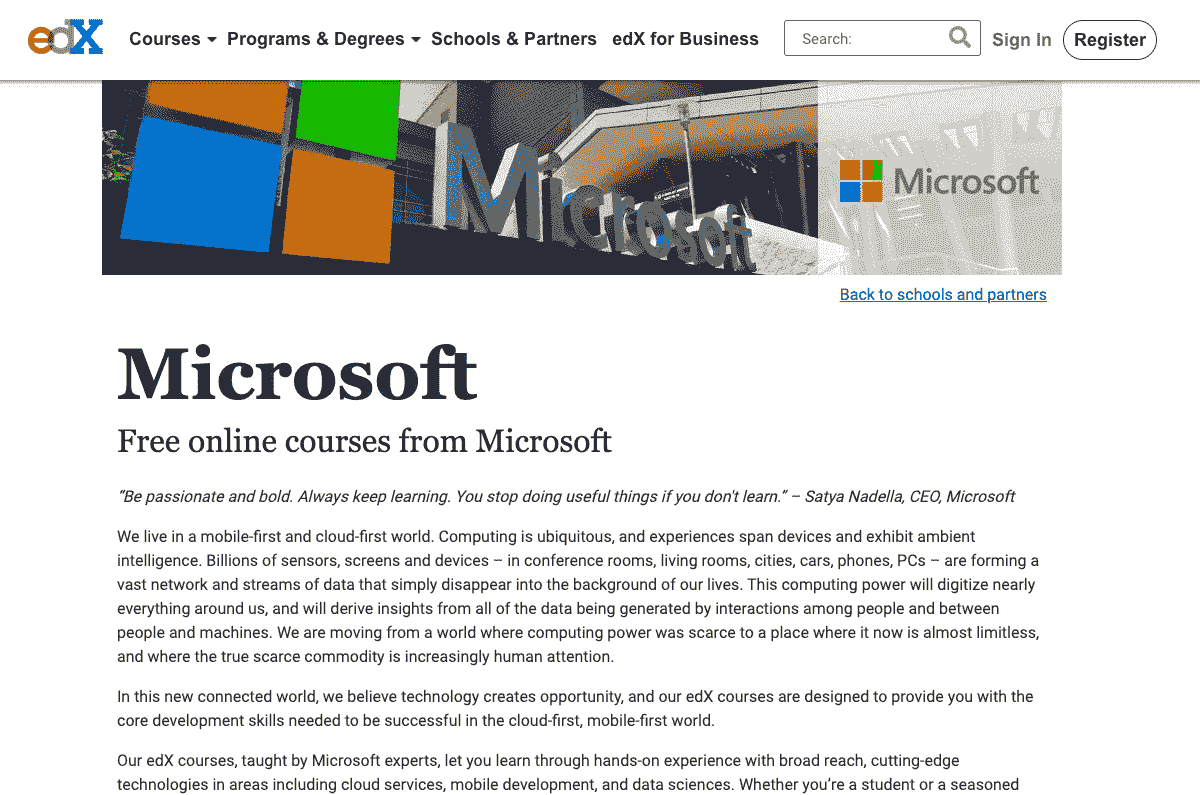 edX Courses Programs & Degrees Schools & Partners edX for Business Search: Sign In Register
Microsoft
Microsoft
Back to schools and partners
Microsoft
Free online courses from Microsoft
“Be passionate and bold. Always keep learning. You stop doing useful things if you don't learn.” – Satya Nadella, CEO, Microsoft
We live in a mobile-first and cloud-first world. Computing is ubiquitous, and experiences span devices and exhibit ambient
intelligence. Billions of sensors, screens and devices – in conference rooms, living rooms, cities, cars, phones, PCs – are forming a
vast network and streams of data that simply disappear into the background of our lives. This computing power will digitize nearly
everything around us, and will derive insights from all of the data being generated by interactions among people and between
people and machines. We are moving from a world where computing power was scarce to a place where it now is almost limitless,
and where the true scarce commodity is increasingly human attention.
In this new connected world, we believe technology creates opportunity, and our edX courses are designed to provide you with the
core development skills needed to be successful in the cloud-first, mobile-first world.
Our edX courses, taught by Microsoft experts, let you learn through hands-on experience with broad reach, cutting-edge
technologies in areas including cloud services, mobile development, and data sciences. Whether you’re a student or a seasoned